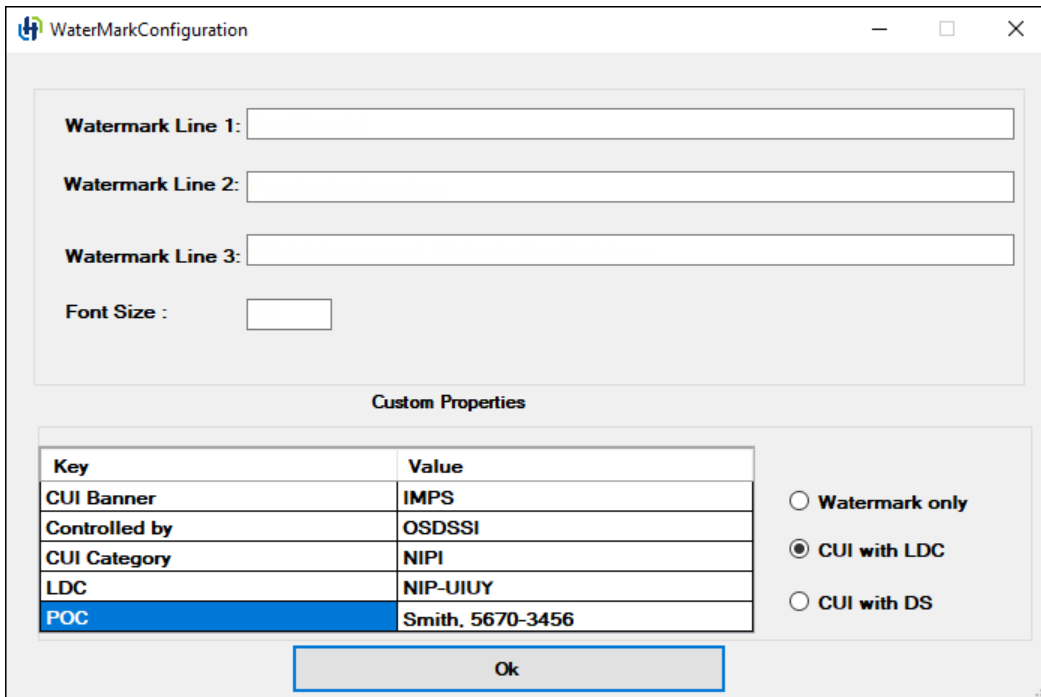 WaterMarkConfiguration
Watermark Line 1:
Watermark Line 2:
Watermark Line 3:
Font Size :
Custom Properties
Key Value
CUI Banner IMPS
Controlled by OSDSSI
CUI Category NIPI
LDC NIP-UIUY
POC Smith, 5670-3456
Watermark only
CUI with LDC
CUI with DS
Ok